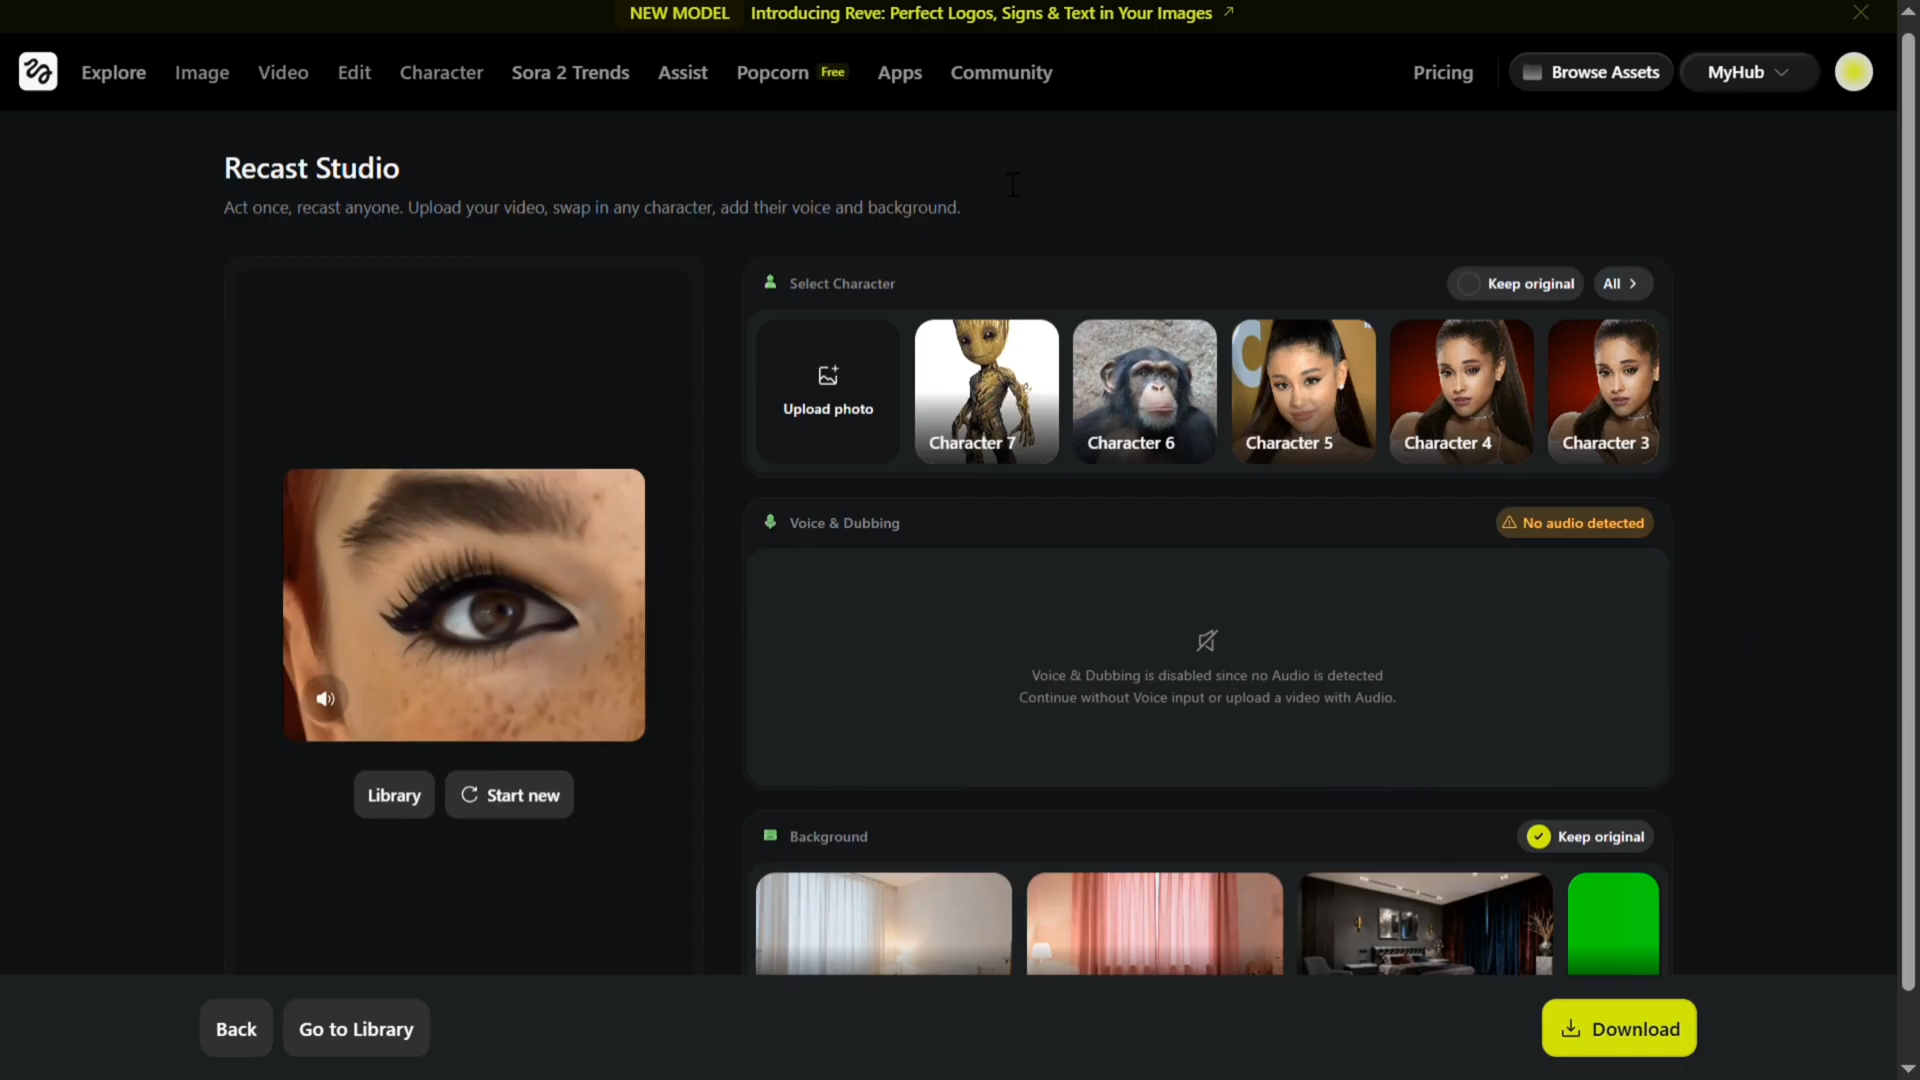 NEW MODEL Introducing Reve: Perfect Logos, Signs & Text in Your Images
Explore Image Video Edit Character Sora 2 Trends Assist Popcorn Free Apps Community Pricing Browse Assets MyHub
Recast Studio
Act once, recast anyone. Upload your video, swap in any character, add their voice and background.
Select Character Keep original All
Upload photo
Character 7 Character 6 Character 5 Character 4 Character 3
Voice & Dubbing No audio detected
Voice & Dubbing is disabled since no Audio is detected
Continue without Voice input or upload a video with Audio.
Library Start new
Background Keep original
Back Go to Library Download